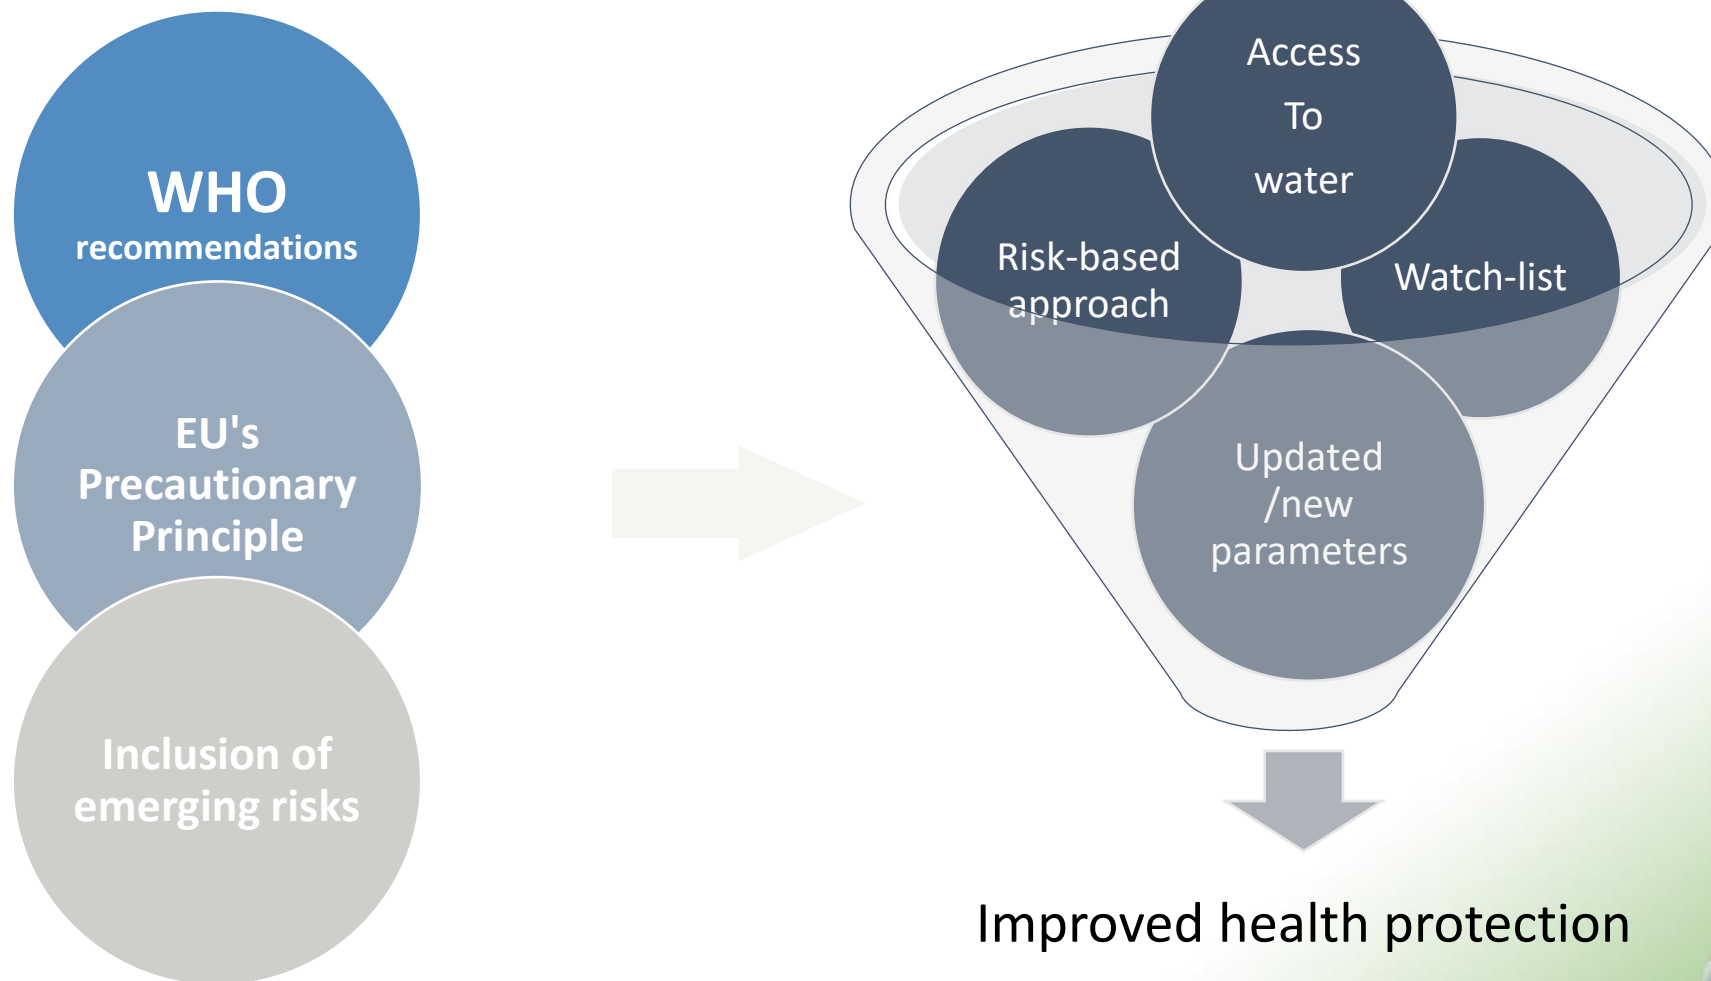 WHO
recommendations
EU's
Precautionary
Principle
Inclusion of
emerging risks
Access
To
water
Risk-based
approach
Watch-list
Updated
/new
parameters
Improved health protection